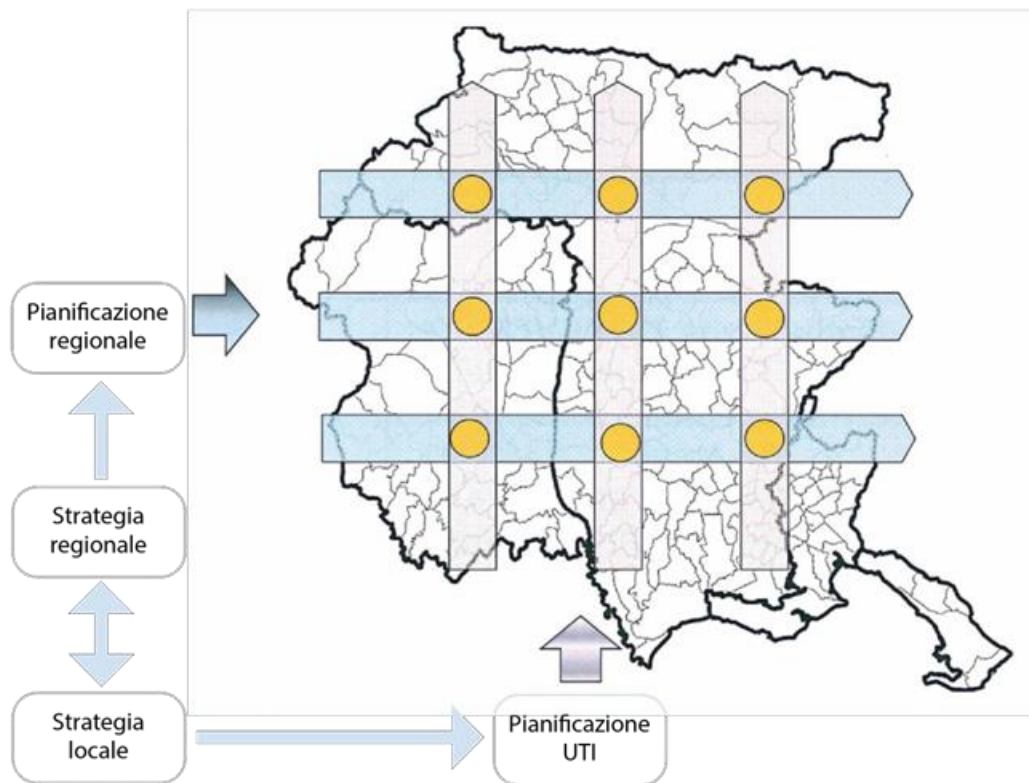 Pianificazione
regionale
Strategia
regionale
Strategia
locale
Pianificazione
UTI